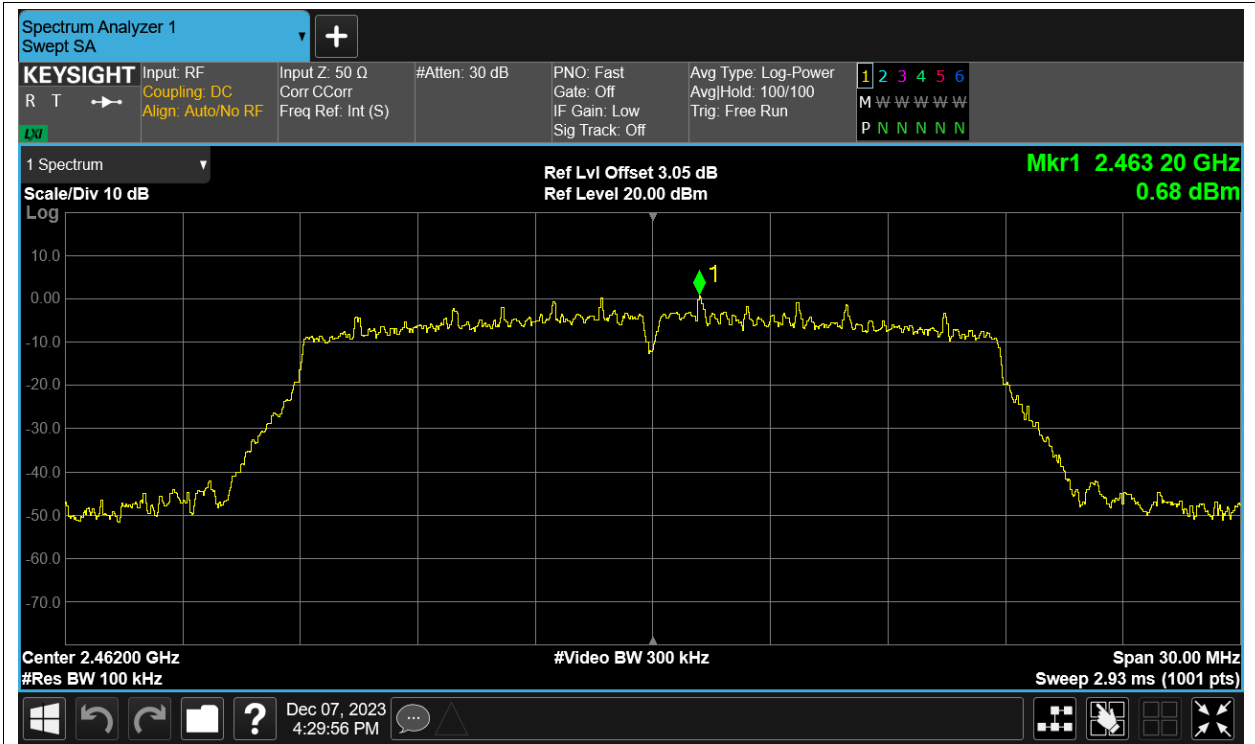 Spectrum Analyzer 1
Swept SA
KEYSIGHT
R T
LXI
Input: RF
Coupling: DC
Align: Auto/No RF
Input Z: 50 Ω
Corr CCorr
Freq Ref: Int (S)
#Atten: 30 dB
PNO: Fast
Gate: Off
IF Gain: Low
Sig Track: Off
Avg Type: Log-Power
Avg|Hold: 100/100
Trig: Free Run
1 2 3 4 5 6
M W W W W W
P N N N N N
1 Spectrum
Scale/Div 10 dB
Log
Ref Lvl Offset 3.05 dB
Ref Level 20.00 dBm
Mkr1 2.463 20 GHz
0.68 dBm
1
10.0
0.00
-10.0
-20.0
-30.0
-40.0
-50.0
-60.0
-70.0
Center 2.46200 GHz
#Res BW 100 kHz
#Video BW 300 kHz
Span 30.00 MHz
Sweep 2.93 ms (1001 pts)
?
Dec 07, 2023
4:29:56 PM